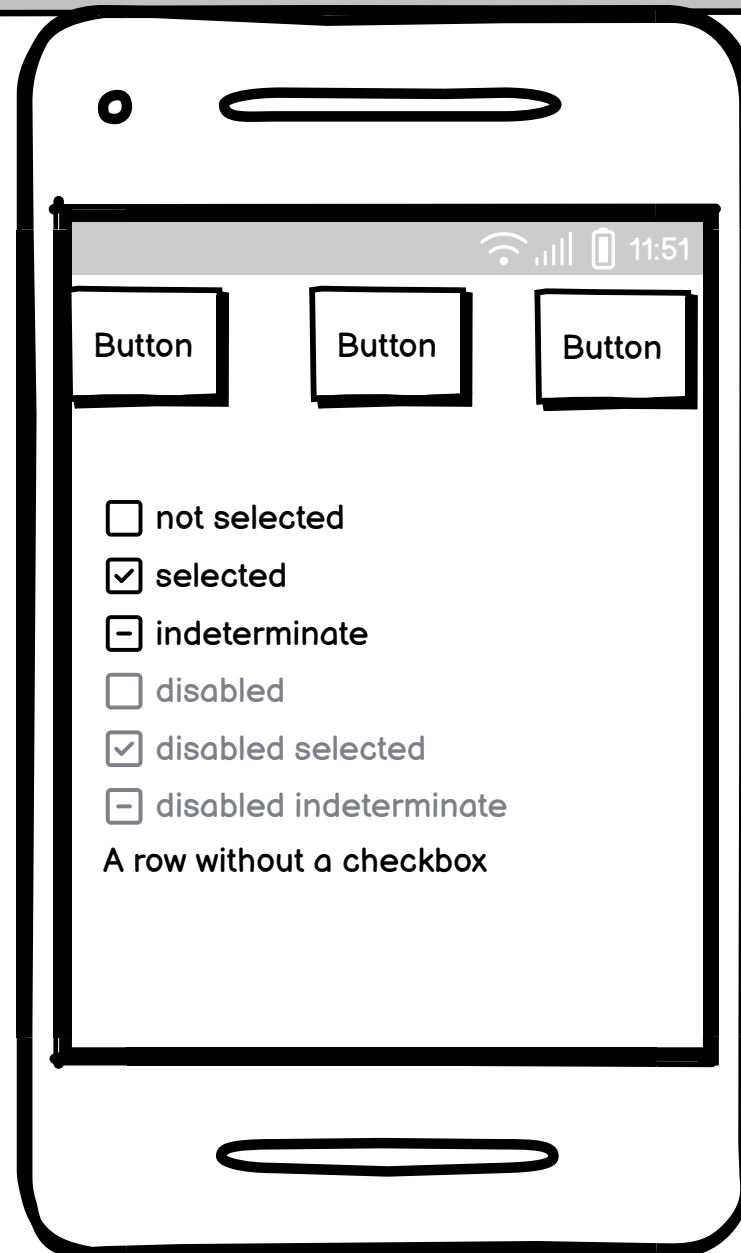 11:51
Button Button Button
not selected
selected
indeterminate
disabled
disabled selected
disabled indeterminate
A row without a checkbox